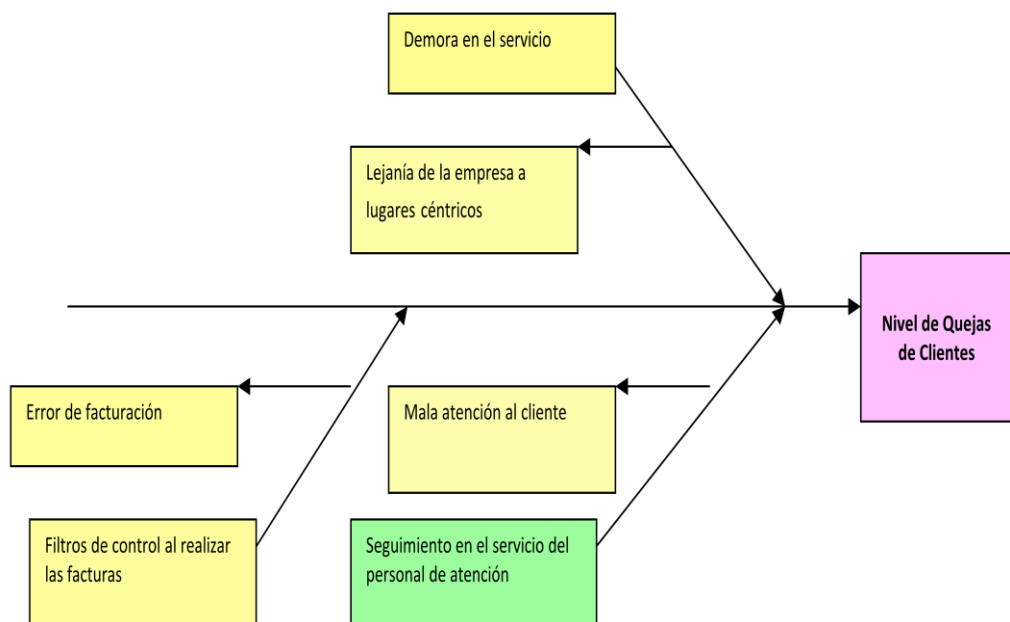 Demora en el servicio
Lejanía de la empresa a
lugares céntricos
Nivel de Quejas
de Clientes
Error de facturación
Mala atención al cliente
Filtros de control al realizar
las facturas
Seguimiento en el servicio del
personal de atención